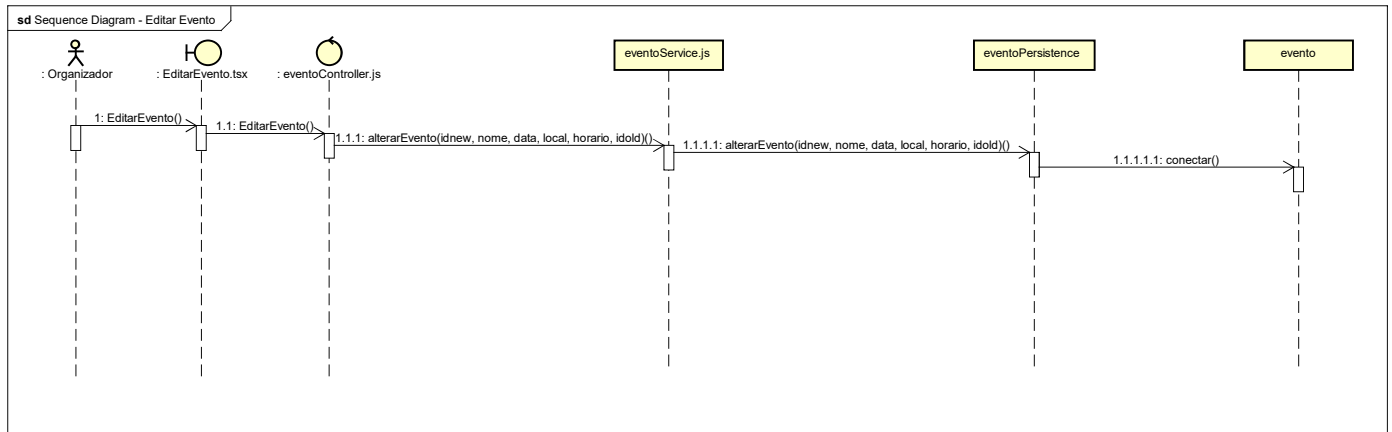 sd Sequence Diagram - Editar Evento
: Organizador
: EditarEvento.tsx
: eventoController.js
eventoService.js
eventoPersistence
evento
1: EditarEvento()
1.1: EditarEvento()
1.1.1: alterarEvento(idnew, nome, data, local, horario, idold)()
1.1.1.1: alterarEvento(idnew, nome, data, local, horario, idold)()
1.1.1.1.1: conectar()